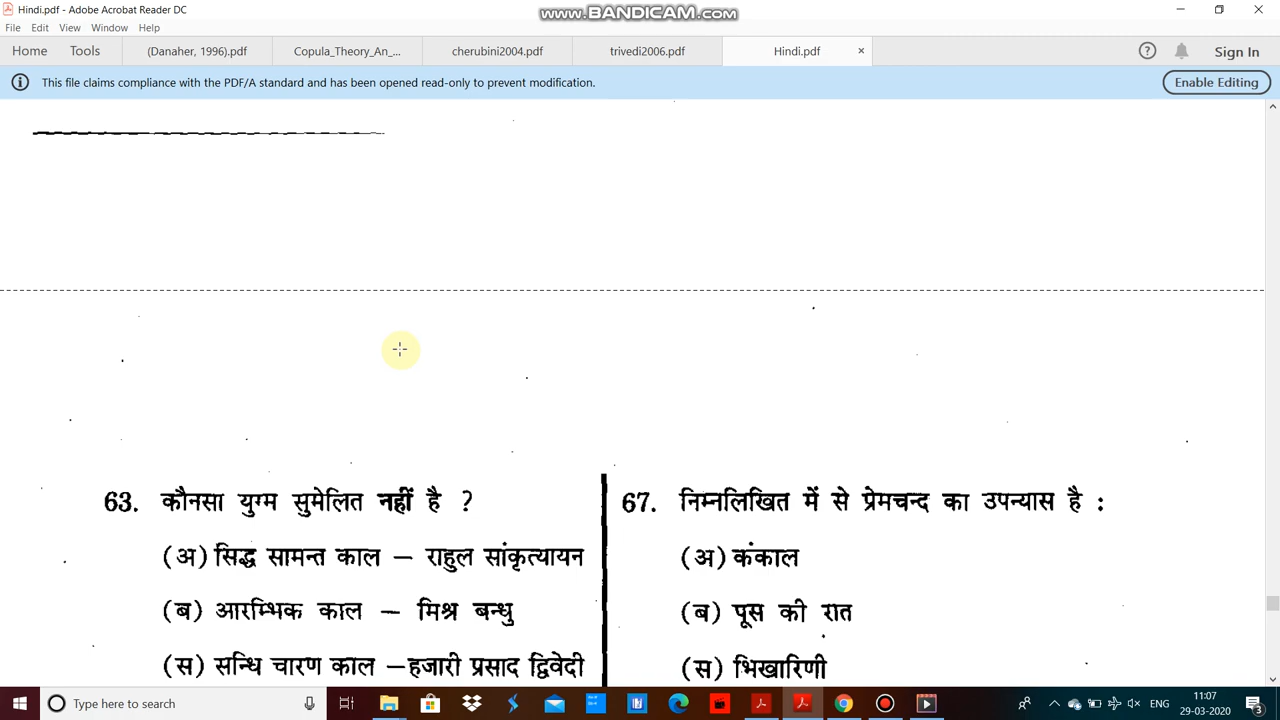 Hindi.pdf - Adobe Acrobat Reader DC
www.BANDICAM.com
File Edit View Window Help
Home Tools (Danaher, 1996).pdf Copula_Theory_An_... cherubini2004.pdf trivedi2006.pdf Hindi.pdf × Sign In
This file claims compliance with the PDF/A standard and has been opened read-only to prevent modification. Enable Editing
63. कौनसा युग्म सुमेलित नहीं है ?
(अ) सिद्ध सामन्त काल – राहुल सांकृत्यायन
(ब) आरम्भिक काल – मिश्र बन्धु
(स) सन्धि चारण काल –हजारी प्रसाद द्विवेदी
67. निम्नलिखित में से प्रेमचन्द का उपन्यास है :
(अ) कंकाल
(ब) पूस की रात
(स) भिखारिणी
Type here to search
ENG
11:07
29-03-2020
3